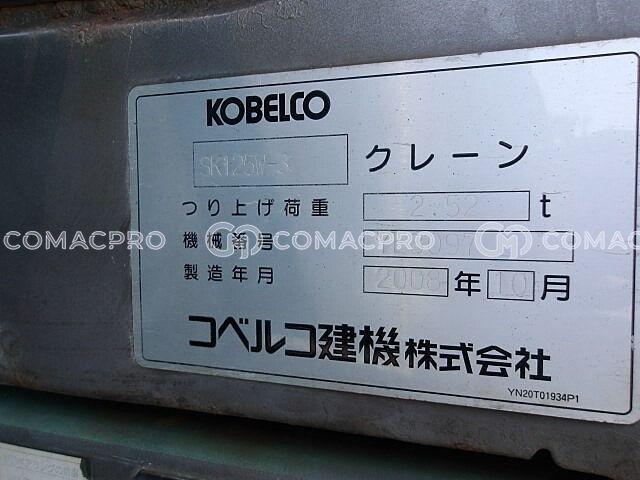 KOBELCO
SK125W-3 クレーン
つり上げ荷重 2.52 t
機械番号
製造年月 2008 年 10 月
コベルコ建機株式会社
YN20T01934P1
COMACPRO COMACPRO COMAC